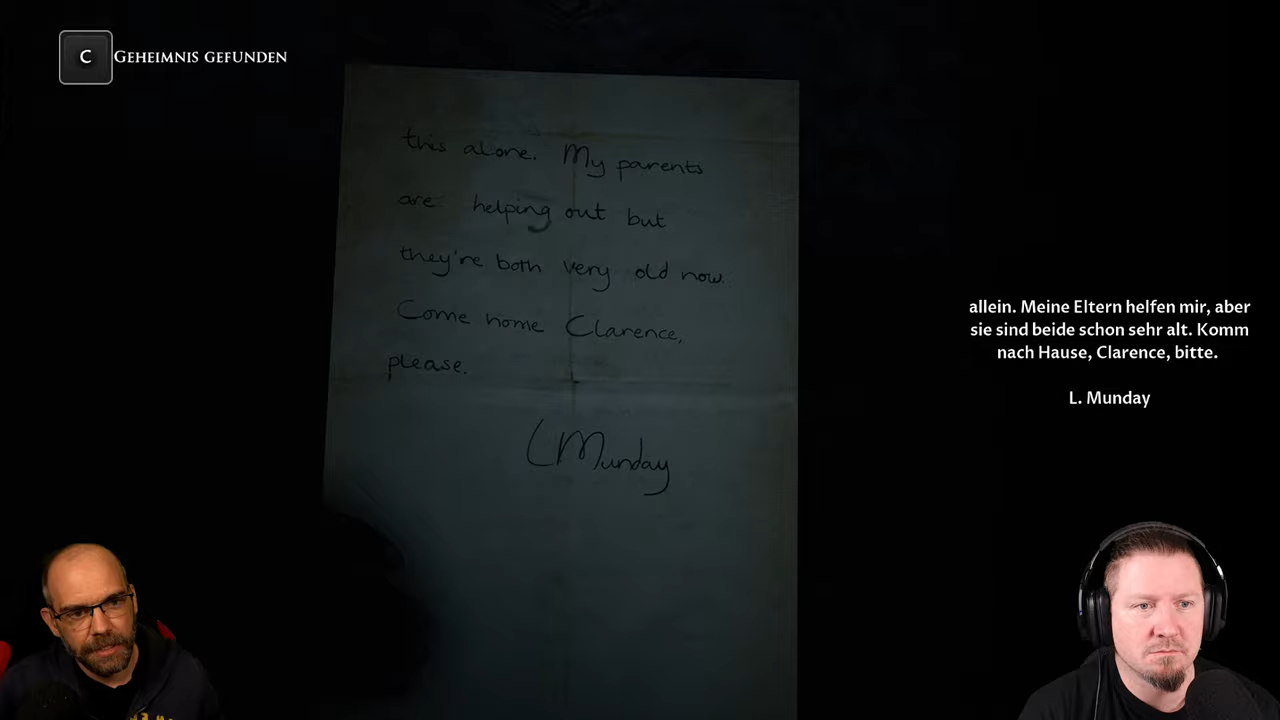 C
GEHEIMNIS GEFUNDEN
this alone. My parents
are helping out but
they're both very old now.
Come home Clarence,
please.
L Munday
allein. Meine Eltern helfen mir, aber
sie sind beide schon sehr alt. Komm
nach Hause, Clarence, bitte.
L. Munday